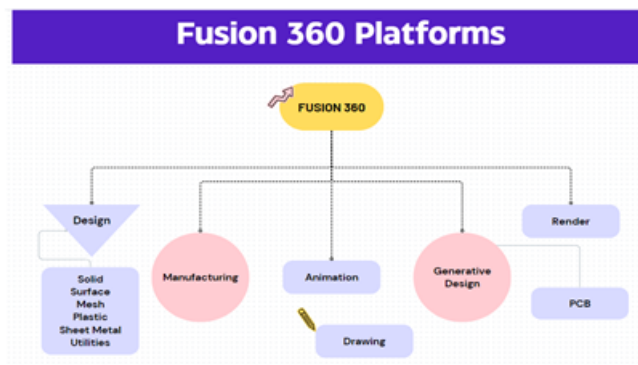 Fusion 360 Platforms
FUSION 360
Design
Render
Manufacturing
Animation
Generative
Design
Solid
Surface
Mesh
Plastic
Sheet Metal
Utilities
PCB
Drawing